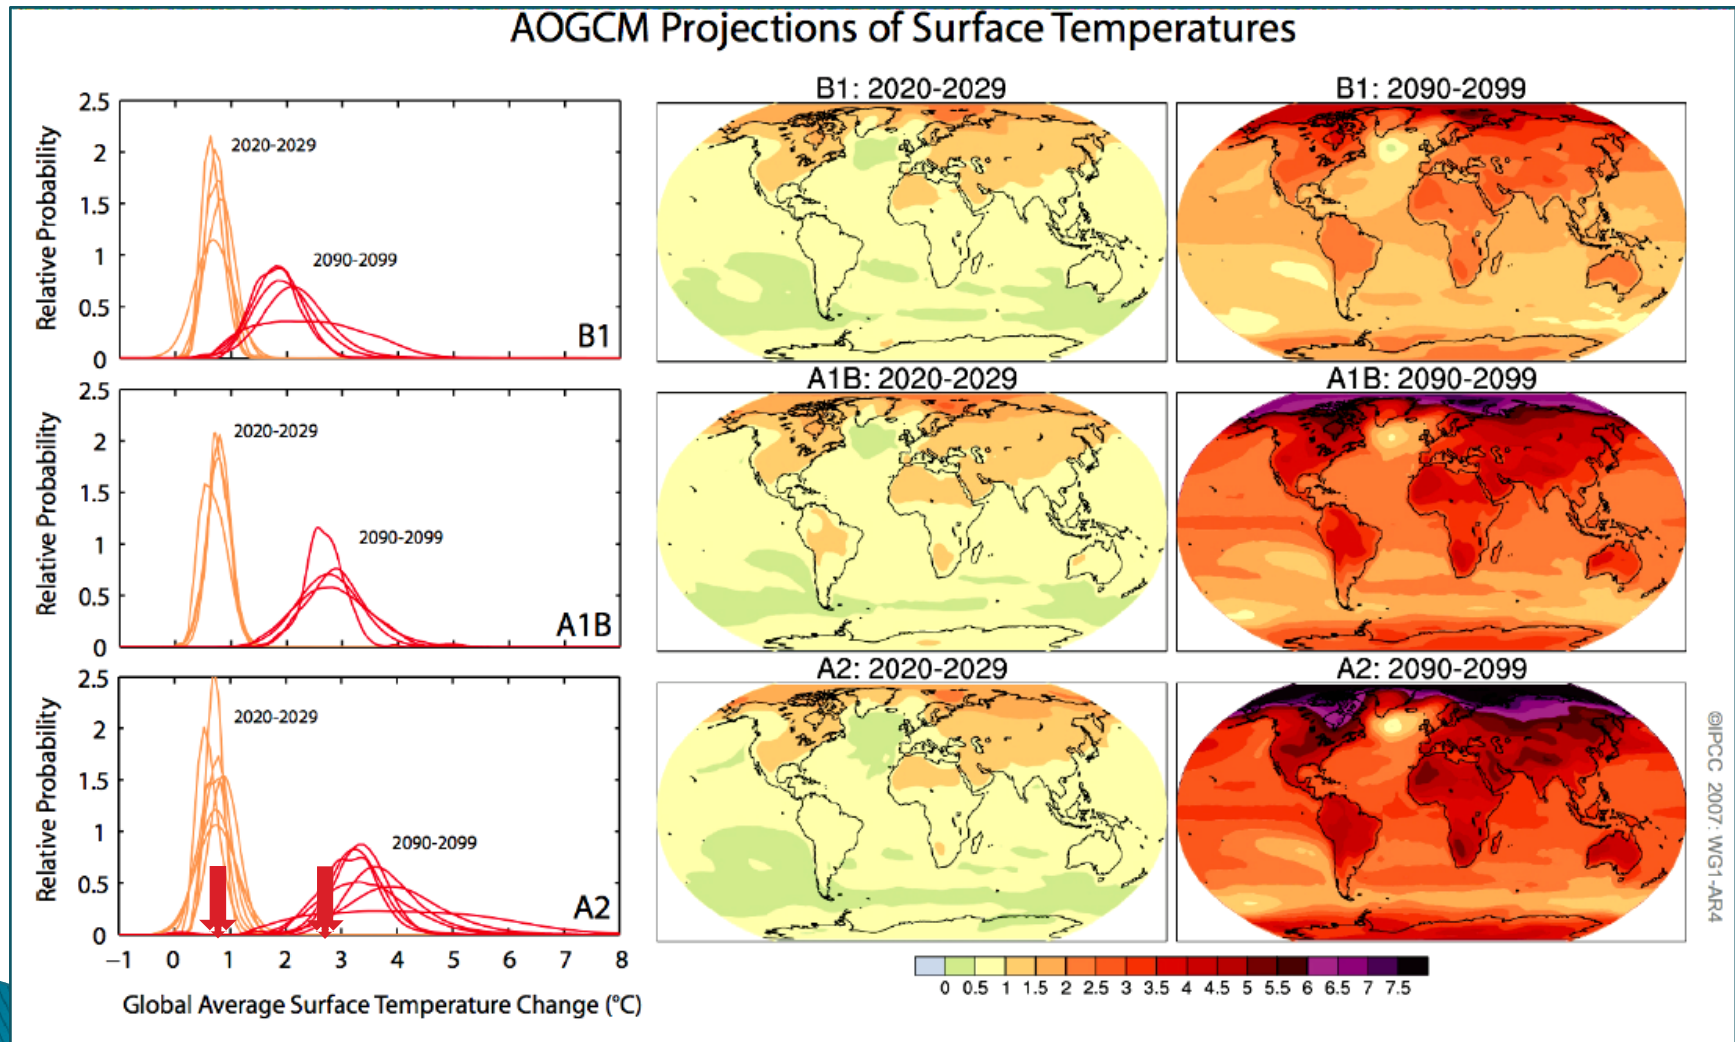 AOGCM Projections of Surface Temperatures
2.5
2
1.5
1
0.5
0
Relative Probability
2020-2029
2090-2099
B1
B1: 2020-2029
B1: 2090-2099
2.5
2
1.5
1
0.5
0
Relative Probability
2020-2029
2090-2099
A1B
A1B: 2020-2029
A1B: 2090-2099
2.5
2
1.5
1
0.5
0
Relative Probability
2020-2029
2090-2099
A2
−1 0 1 2 3 4 5 6 7 8
Global Average Surface Temperature Change (°C)
A2: 2020-2029
A2: 2090-2099
0 0.5 1 1.5 2 2.5 3 3.5 4 4.5 5 5.5 6 6.5 7 7.5
©IPCC 2007: WG1-AR4